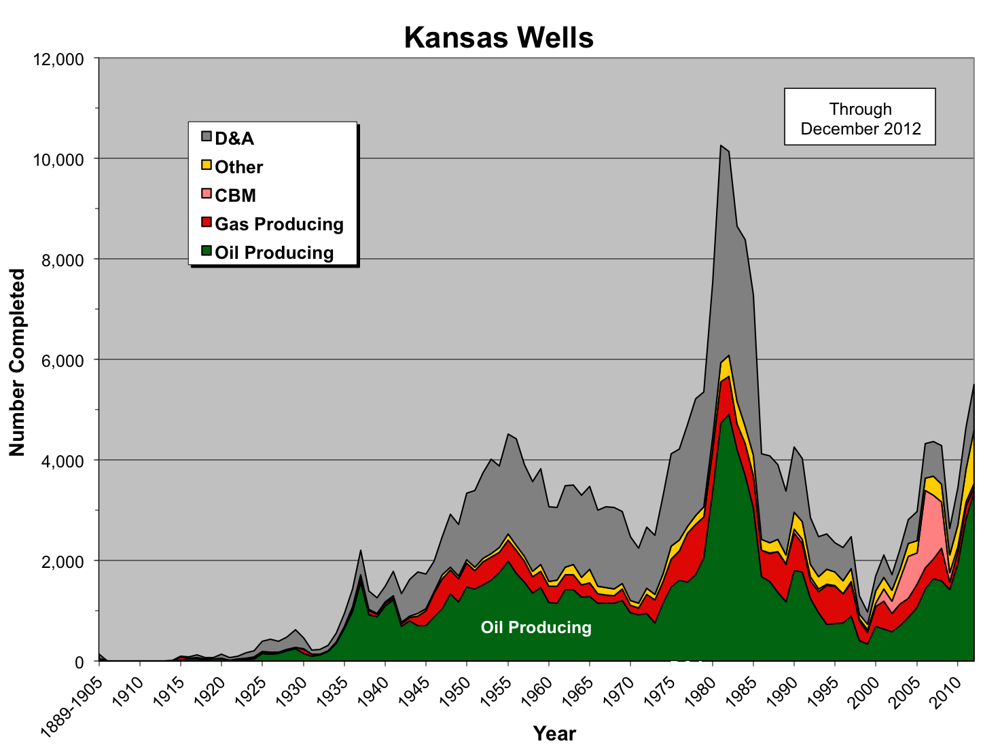 Kansas Wells
12,000
10,000
8,000
6,000
4,000
2,000
0
Number Completed
Through
December 2012
D&A
Other
CBM
Gas Producing
Oil Producing
Oil Producing
1889-1905
1910
1915
1920
1925
1930
1935
1940
1945
1950
1955
1960
1965
1970
1975
1980
1985
1990
1995
2000
2005
2010
Year